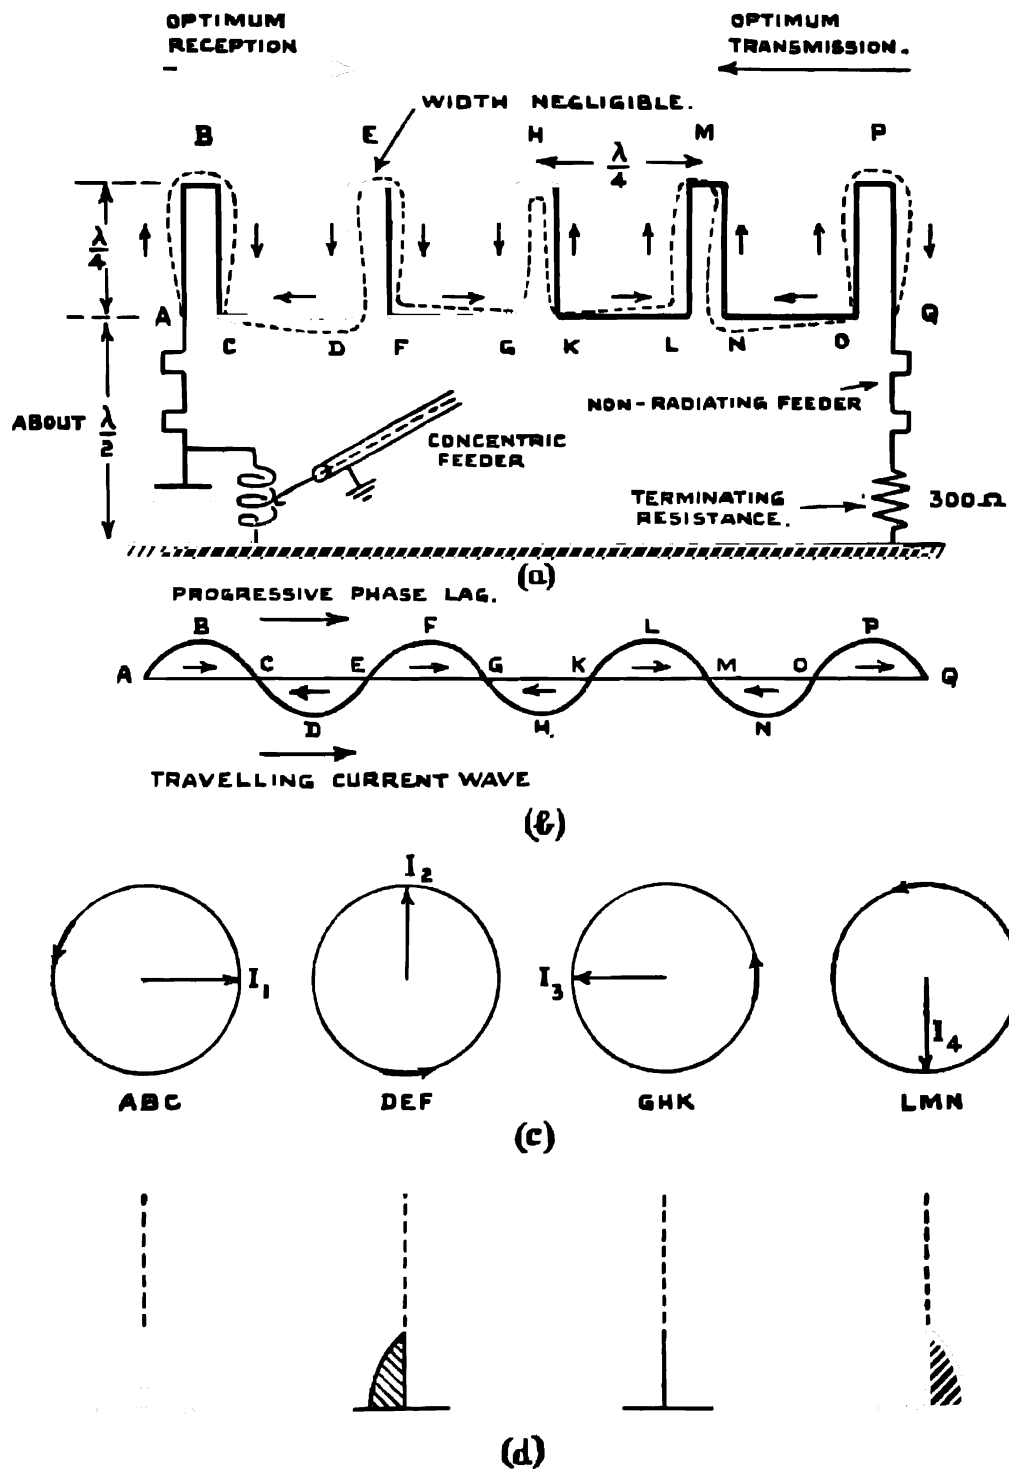 OPTIMUM
RECEPTION
OPTIMUM
TRANSMISSION.
WIDTH NEGLIGIBLE.
B
E
H
M
P
λ/4
λ/4
A
C
D
F
G
K
L
N
O
Q
ABOUT λ/2
CONCENTRIC
FEEDER
NON-RADIATING FEEDER
TERMINATING
RESISTANCE.
300Ω
(a)
PROGRESSIVE PHASE LAG.
B
F
L
P
A
C
E
G
K
M
O
Q
D
H.
N
TRAVELLING CURRENT WAVE
(b)
I₁
I₂
I₃
I₄
ABC
DEF
GHK
LMN
(c)
(d)